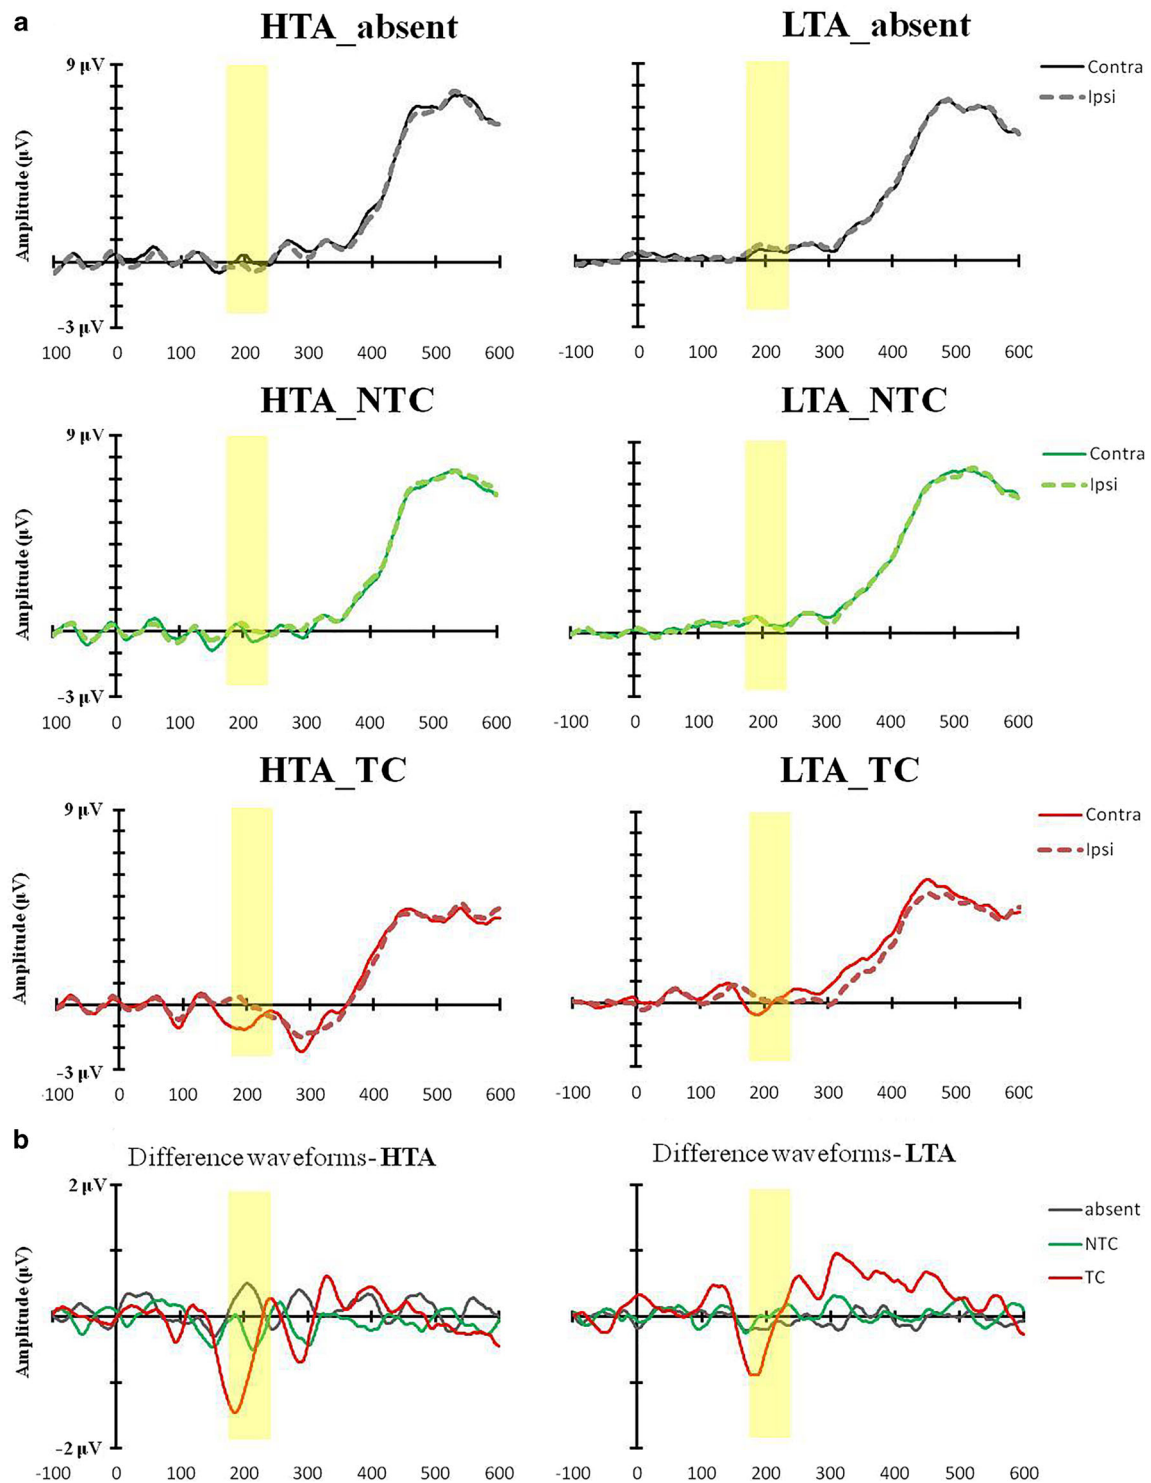 a
HTA_absent
LTA_absent
9 µV
Contra
Ipsi
Amplitude (µV)
-3 µV
100 0 100 200 300 400 500 600
-100 0 100 200 300 400 500 600
HTA_NTC
LTA_NTC
9 µV
Contra
Ipsi
Amplitude (µV)
-3 µV
100 0 100 200 300 400 500 600
-100 0 100 200 300 400 500 600
HTA_TC
LTA_TC
9 µV
Contra
Ipsi
Amplitude (µV)
-3 µV
-100 0 100 200 300 400 500 600
-100 0 100 200 300 400 500 600
b
Difference waveforms- HTA
Difference waveforms- LTA
2 µV
absent
NTC
TC
Amplitude (µV)
-2 µV
-100 0 100 200 300 400 500 600
-100 0 100 200 300 400 500 600